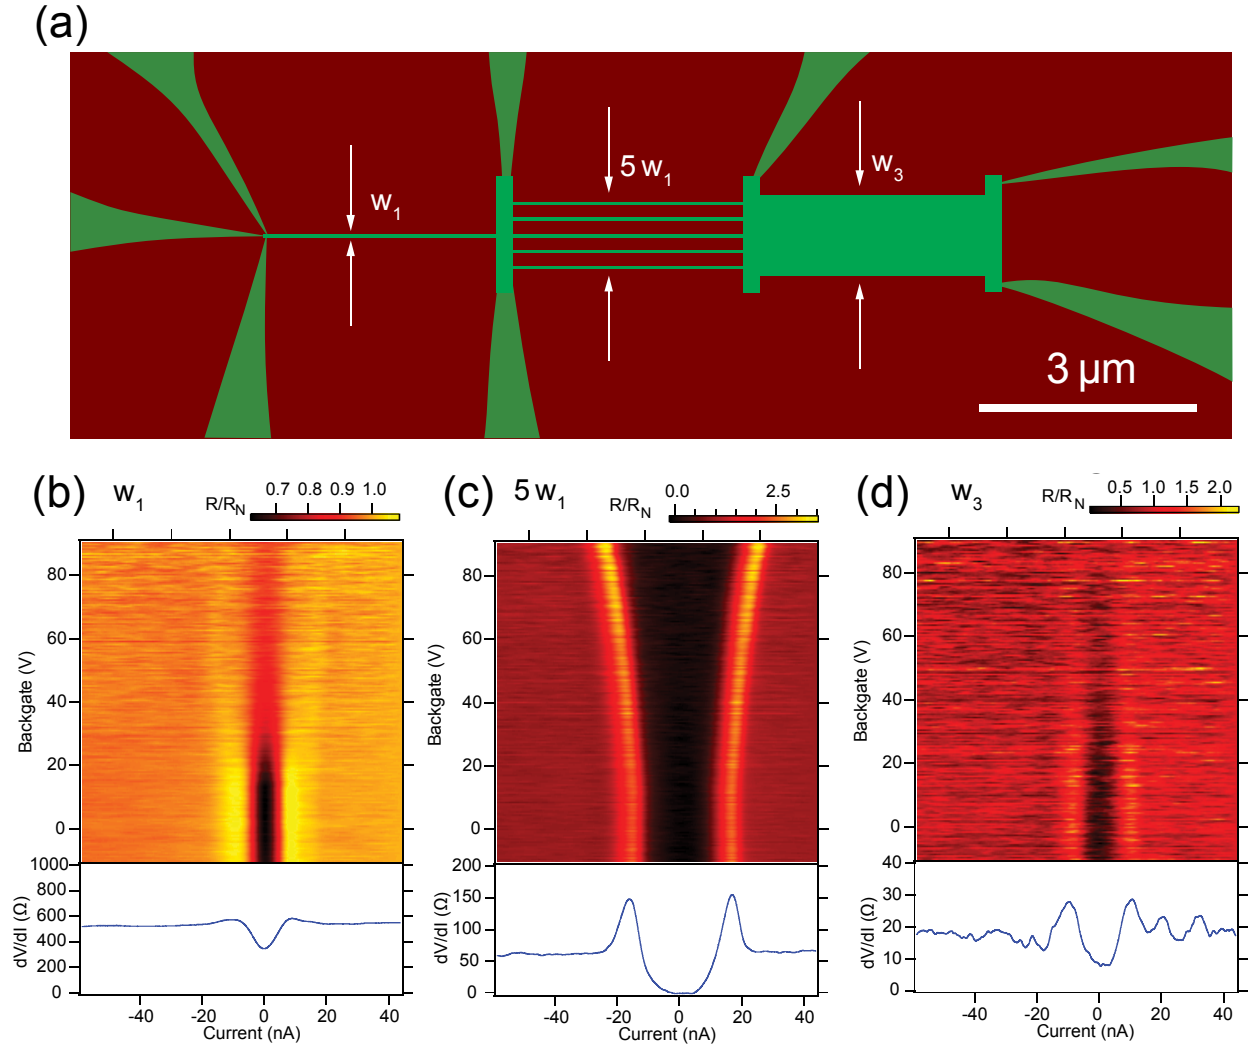 (a)
w1
5 w1
w3
3 µm
(b) w1 R/RN 0.7 0.8 0.9 1.0
80
60
40
20
0
Backgate (V)
1000
800
600
400
200
0
dV/dI (Ω)
-40 -20 0 20 40
Current (nA)
(c) 5 w1 R/RN 0.0 2.5
80
60
40
20
0
Backgate (V)
200
150
100
50
0
dV/dI (Ω)
-40 -20 0 20 40
Current (nA)
(d) w3 R/RN 0.5 1.0 1.5 2.0
80
60
40
20
0
Backgate (V)
40
30
20
10
0
dV/dI (Ω)
-40 -20 0 20 40
Current (nA)